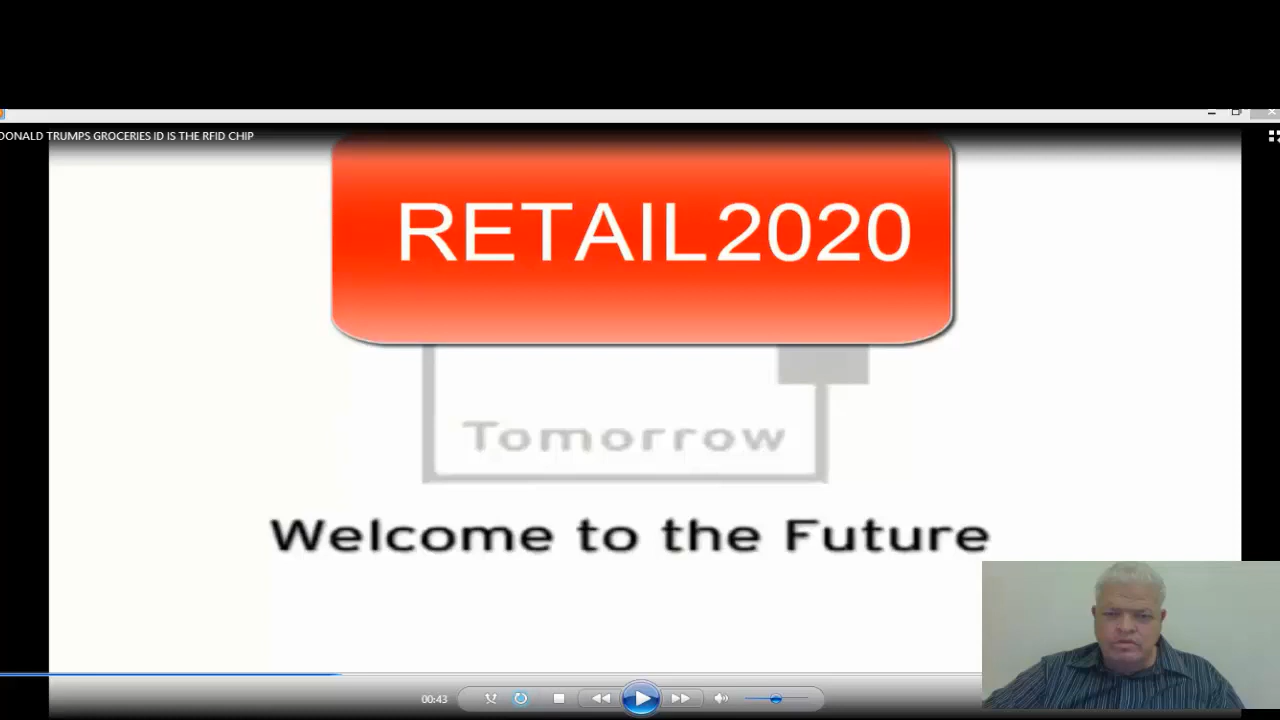 DONALD TRUMPS GROCERIES ID IS THE RFID CHIP
RETAIL2020
Tomorrow
Welcome to the Future
00:43